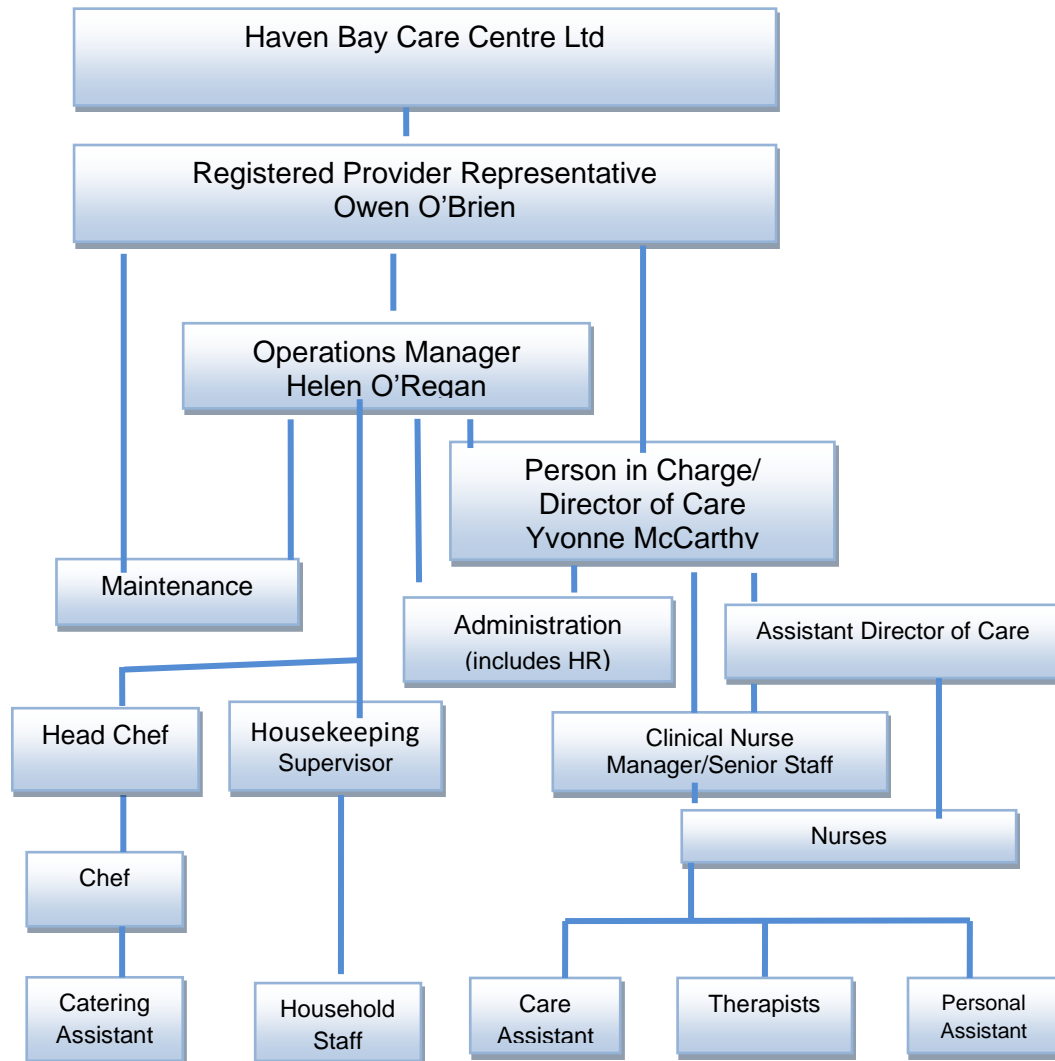 Haven Bay Care Centre Ltd
Registered Provider Representative
Owen O’Brien
Operations Manager
Helen O’Regan
Person in Charge/
Director of Care
Yvonne McCarthy
Maintenance
Administration
(includes HR)
Assistant Director of Care
Head Chef
Housekeeping
Supervisor
Clinical Nurse
Manager/Senior Staff
Nurses
Chef
Catering
Assistant
Household
Staff
Care
Assistant
Therapists
Personal
Assistant